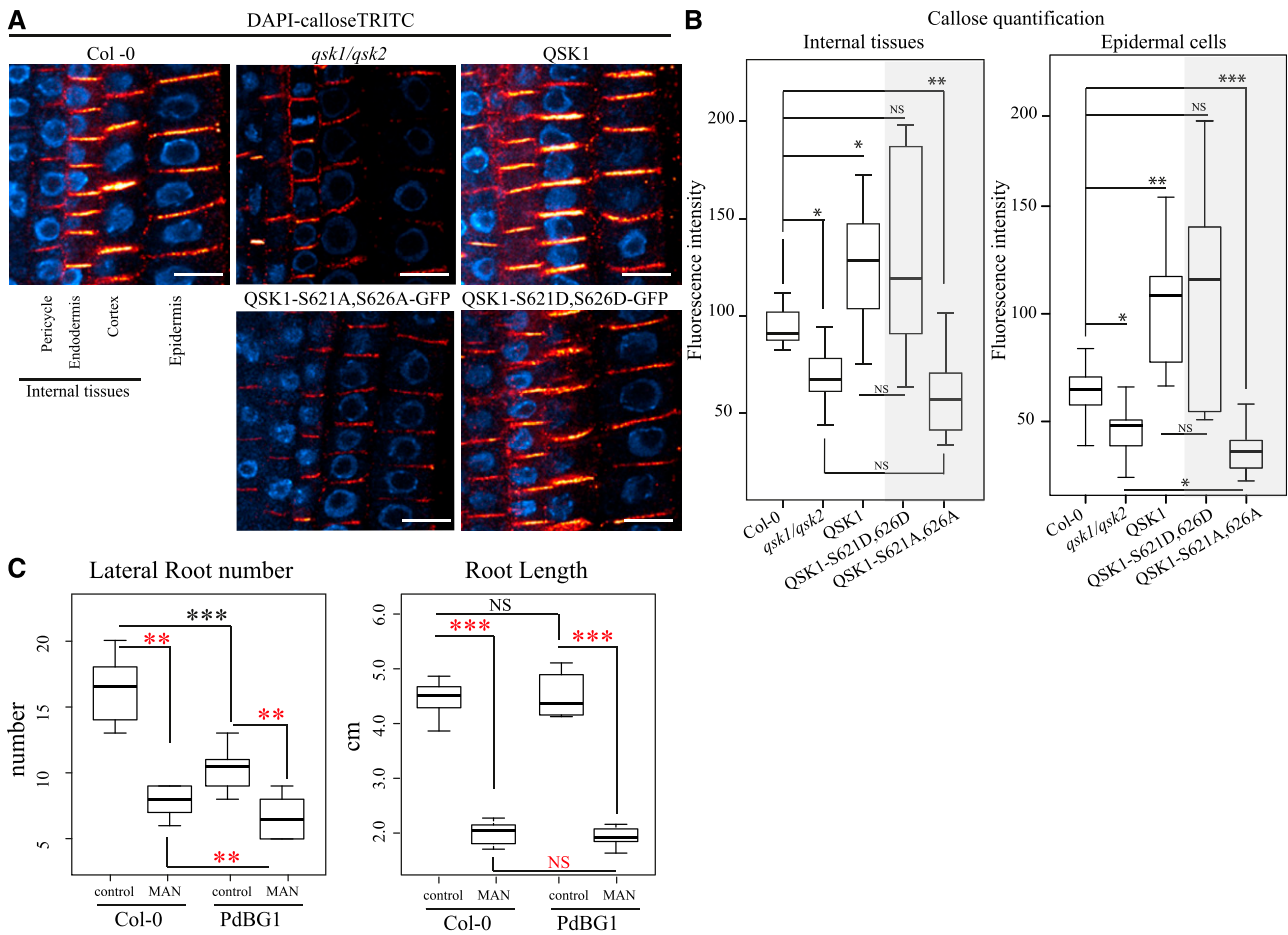 A
DAPI-calloseTRITC
Col -0
qsk1/qsk2
QSK1
Pericycle
Endodermis
Cortex
Epidermis
Internal tissues
QSK1-S621A,S626A-GFP
QSK1-S621D,S626D-GFP
B
Callose quantification
Internal tissues
Fluorescence intensity
200
150
100
50
**
NS
*
*
NS
NS
Col-0
qsk1/qsk2
QSK1
QSK1-S621D,626D
QSK1-S621A,626A
Epidermal cells
Fluorescence intensity
200
150
100
50
***
NS
**
*
NS
*
Col-0
qsk1/qsk2
QSK1
QSK1-S621D,626D
QSK1-S621A,626A
C
Lateral Root number
number
20
15
10
5
***
**
**
**
control
MAN
control
MAN
Col-0
PdBG1
Root Length
cm
6.0
5.0
4.0
3.0
2.0
NS
***
***
NS
control
MAN
control
MAN
Col-0
PdBG1